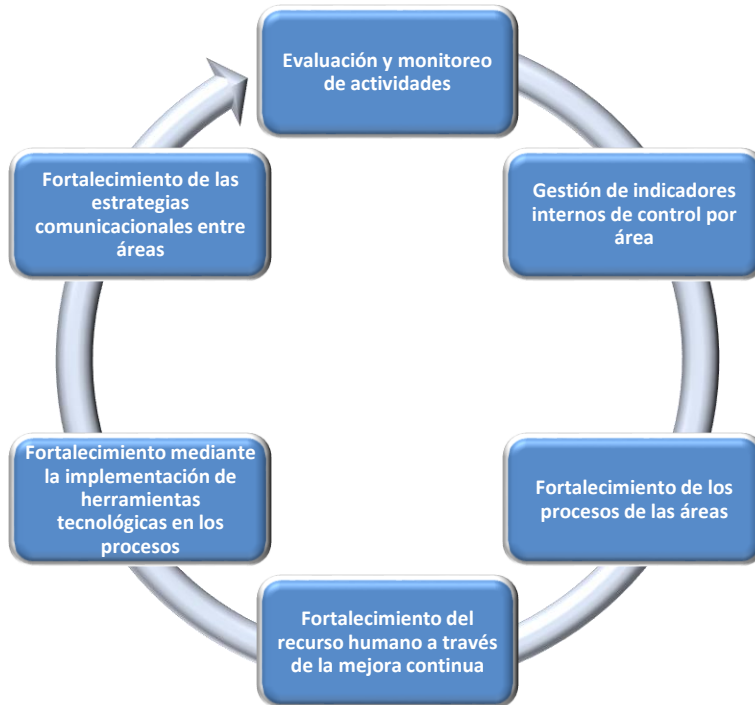 Evaluación y monitoreo
de actividades
Gestión de indicadores
internos de control por
área
Fortalecimiento de los
procesos de las áreas
Fortalecimiento del
recurso humano a través
de la mejora continua
Fortalecimiento mediante
la implementación de
herramientas
tecnológicas en los
procesos
Fortalecimiento de las
estrategias
comunicacionales entre
áreas